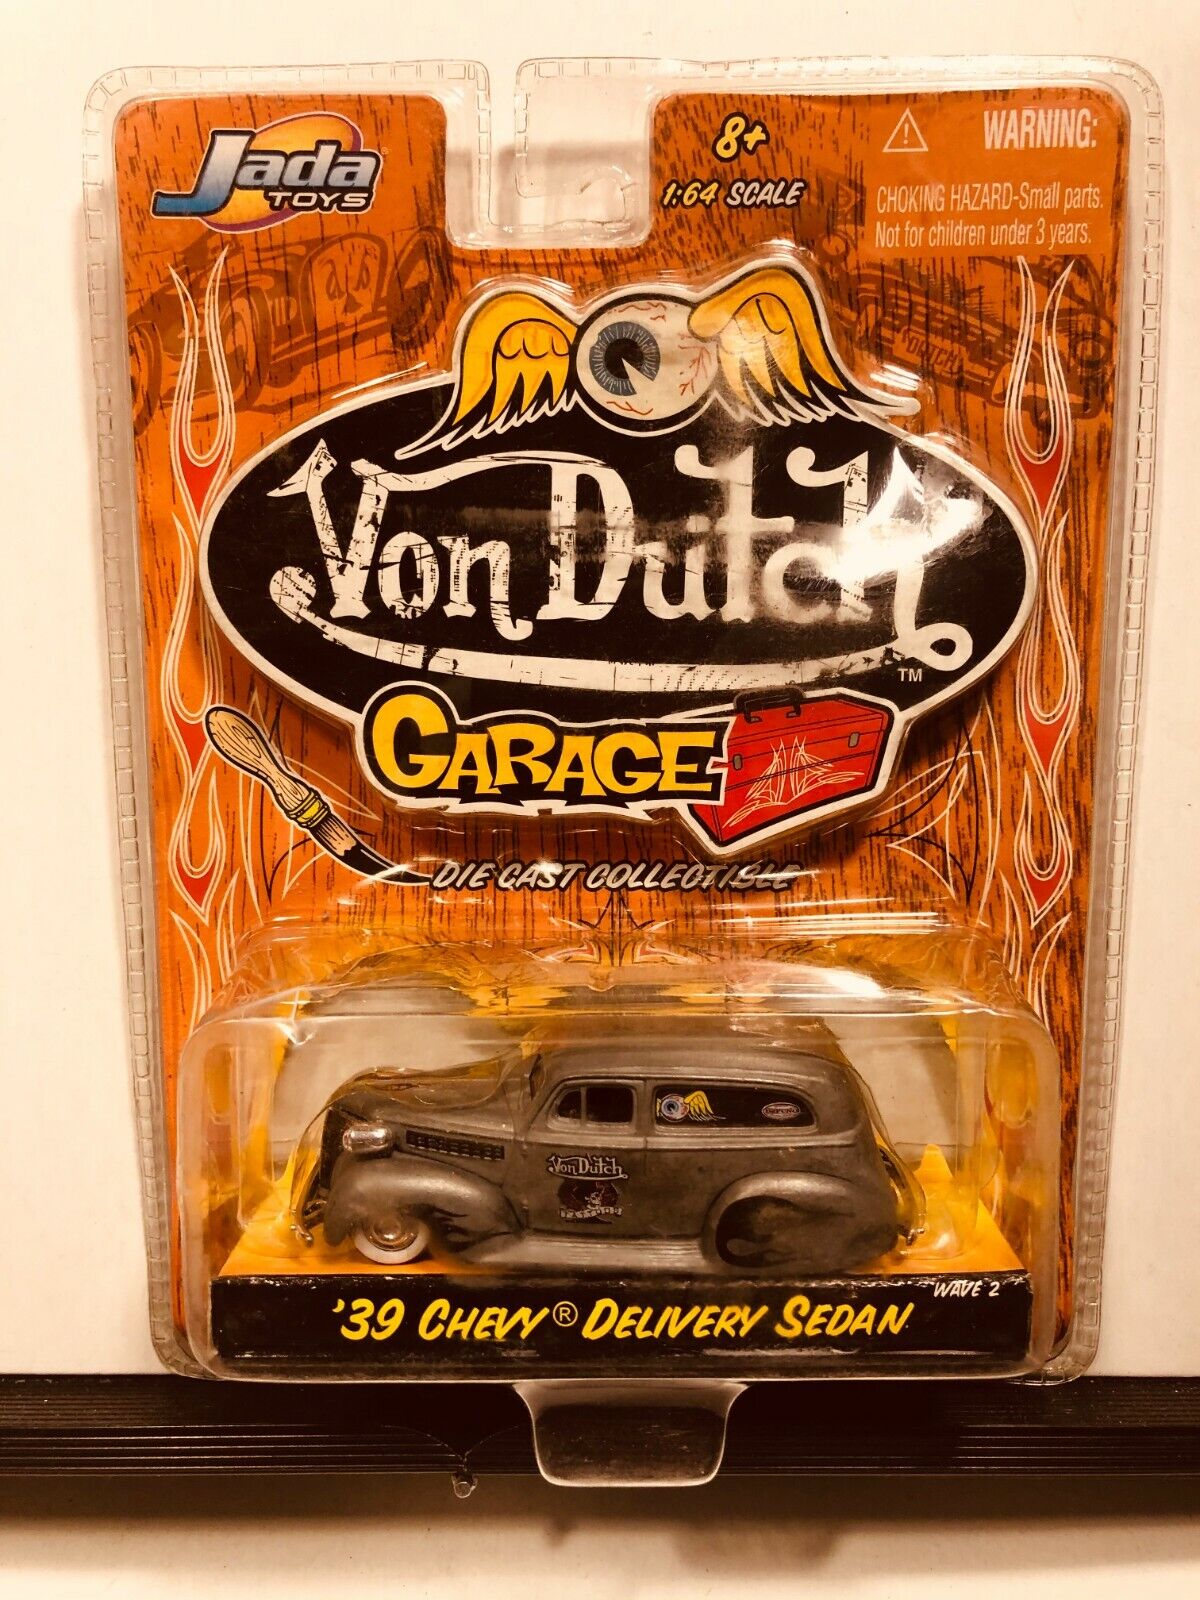 Jada
TOYS
8+
1:64 SCALE
WARNING:
CHOKING HAZARD-Small parts.
Not for children under 3 years.
Von Dutch
TM
GARAGE
DIE CAST COLLECTIBLE
Von Dutch
TATTOOS
WAVE 2
'39 CHEVY® DELIVERY SEDAN